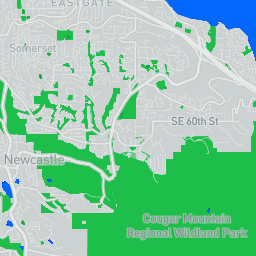 EASTGATE
Somerset
SE 60th St
Newcastle
Cougar Mountain
Regional Wildland Park